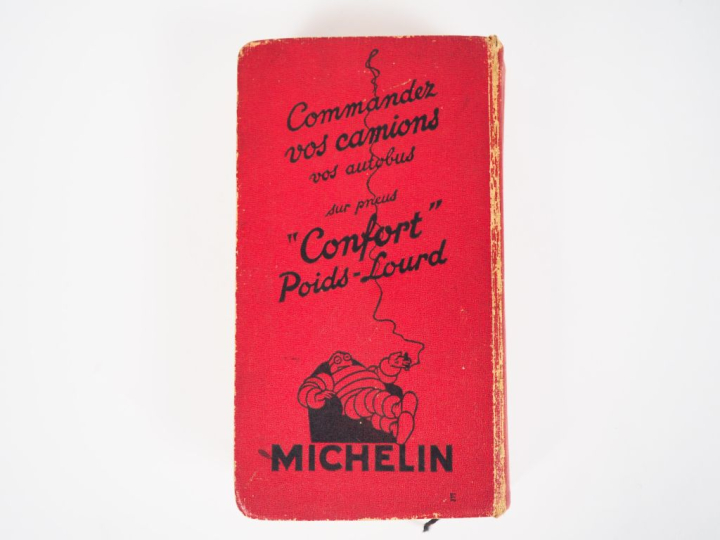 Commandez
vos camions
vos autobus
sur pneus
"Confort"
Poids-Lourd
MICHELIN
E